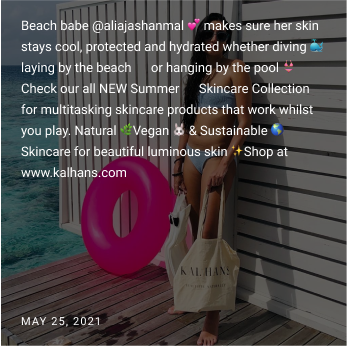 Beach babe @aliajashanmal 💞 makes sure her skin
stays cool, protected and hydrated whether diving 🐳
laying by the beach or hanging by the pool 👙
Check our all NEW Summer Skincare Collection
for multitasking skincare products that work whilst
you play. Natural 🌿Vegan 🐰 & Sustainable 🌎
Skincare for beautiful luminous skin ✨Shop at
www.kalhans.com
KALHANS
MAY 25, 2021